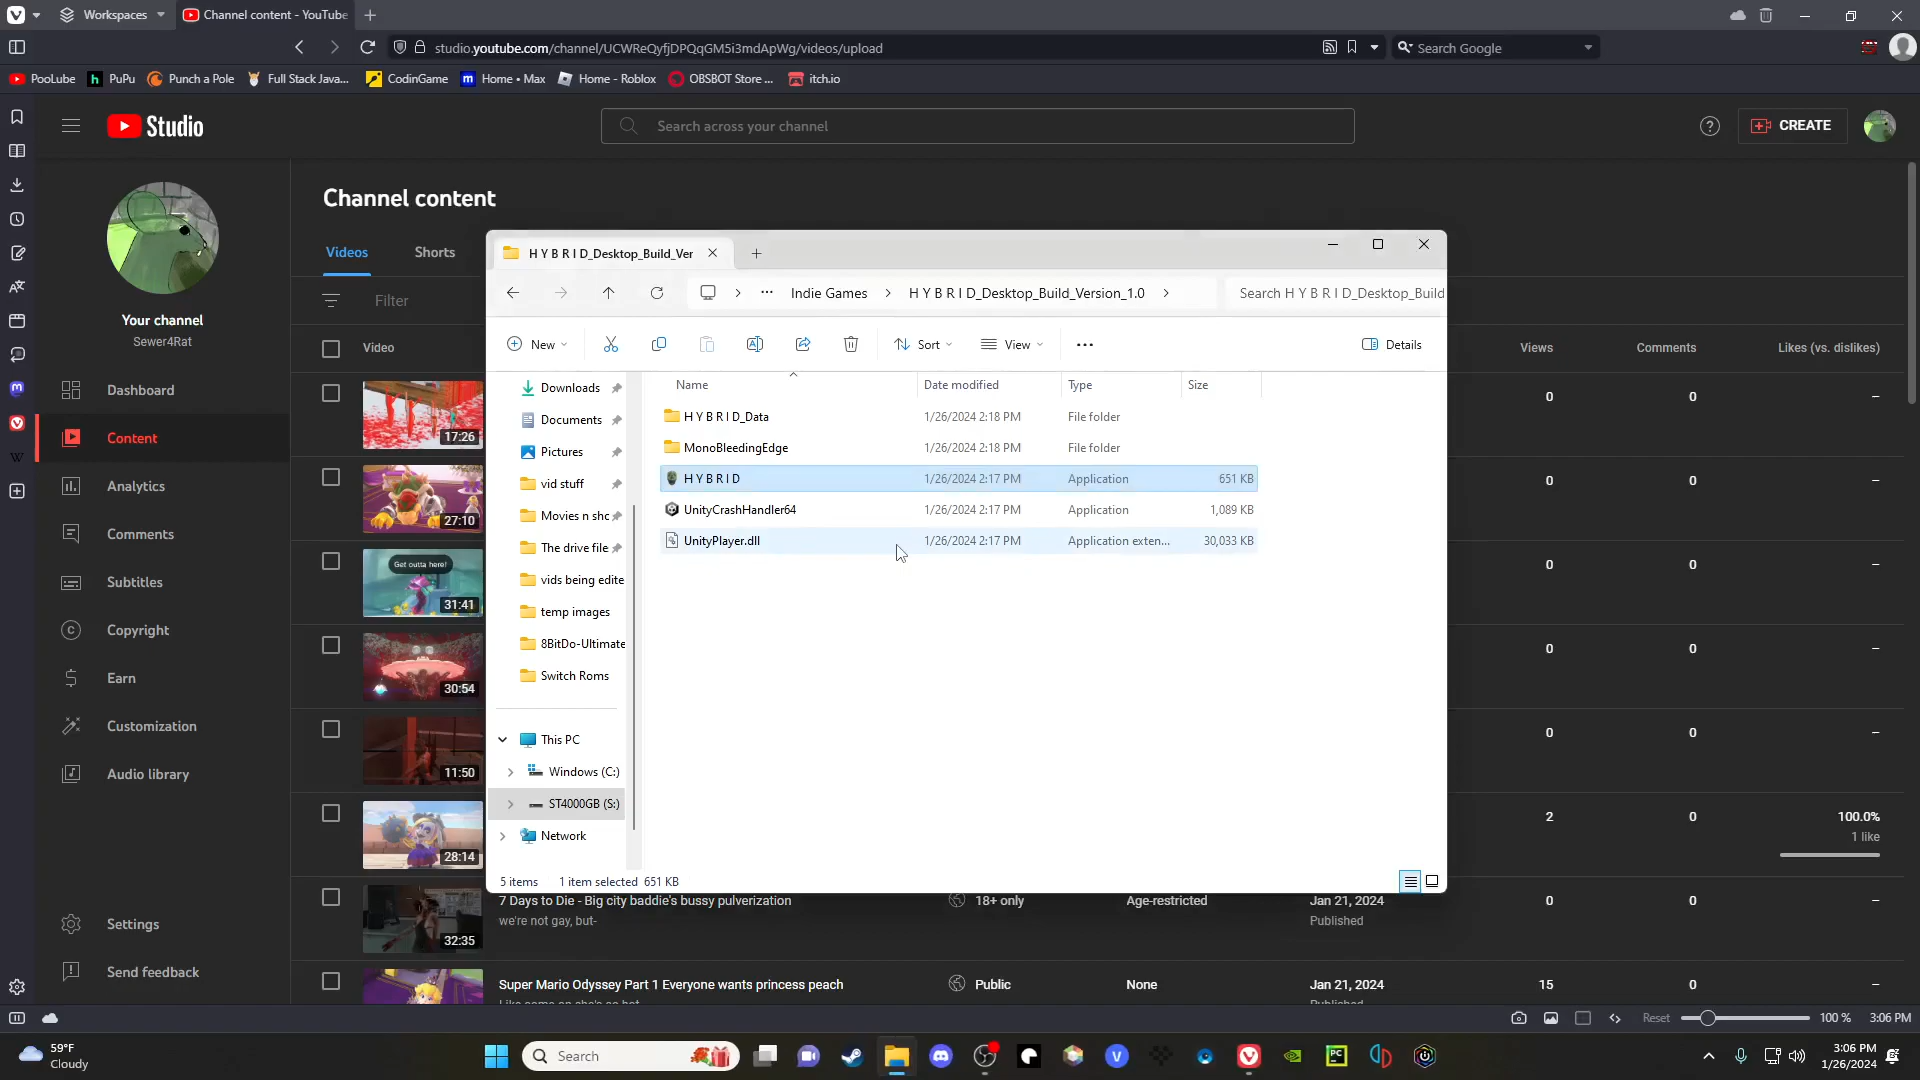 Workspaces
Channel content - YouTube
studio.youtube.com/channel/UCWReQyfjDPQqGM5i3mdApWg/videos/upload
Search Google
PooLube
PuPu
Punch a Pole
Full Stack Java...
CodinGame
Home • Max
Home - Roblox
OBSBOT Store ...
itch.io
Studio
Search across your channel
CREATE
Your channel
Sewer4Rat
Dashboard
Content
Analytics
Comments
Subtitles
Copyright
Earn
Customization
Audio library
Settings
Send feedback
Channel content
Videos
Shorts
Filter
Video
Views
Comments
Likes (vs. dislikes)
17:26
0
0
–
27:10
0
0
–
Get outta here!
31:41
0
0
–
30:54
0
0
–
11:50
0
0
–
28:14
2
0
100.0%
1 like
32:35
7 Days to Die - Big city baddie's bussy pulverization
we're not gay, but-
18+ only
Age-restricted
Jan 21, 2024
Published
0
0
–
Super Mario Odyssey Part 1 Everyone wants princess peach
Public
None
Jan 21, 2024
Published
15
0
–
H Y B R I D_Desktop_Build_Ver
Indie Games
H Y B R I D_Desktop_Build_Version_1.0
Search H Y B R I D_Desktop_Build
New
Sort
View
Details
Downloads
Documents
Pictures
vid stuff
Movies n shc
The drive file
vids being edite
temp images
8BitDo-Ultimate
Switch Roms
This PC
Windows (C:)
ST4000GB (S:)
Network
Name
Date modified
Type
Size
H Y B R I D_Data
1/26/2024 2:18 PM
File folder
MonoBleedingEdge
1/26/2024 2:18 PM
File folder
H Y B R I D
1/26/2024 2:17 PM
Application
651 KB
UnityCrashHandler64
1/26/2024 2:17 PM
Application
1,089 KB
UnityPlayer.dll
1/26/2024 2:17 PM
Application exten...
30,033 KB
5 items
1 item selected 651 KB
Reset
100 %
3:06 PM
59°F
Cloudy
Search
3:06 PM
1/26/2024